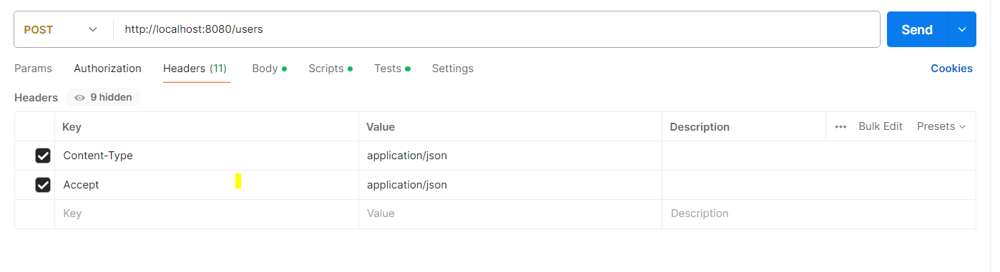 POST http://localhost:8080/users Send
Params Authorization Headers (11) Body Scripts Tests Settings Cookies
Headers 9 hidden
Key Value Description Bulk Edit Presets
Content-Type application/json
Accept application/json
Key Value Description